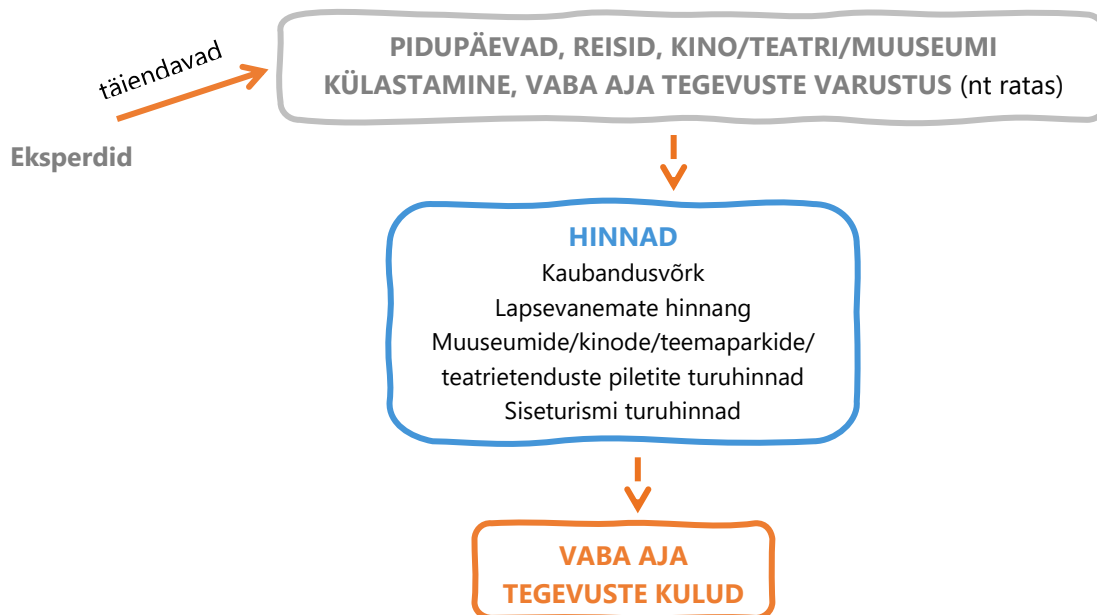 täiendavad
PIDUPÄEVAD, REISID, KINO/TEATRI/MUUSEUMI
KÜLASTAMINE, VABA AJA TEGEVUSTE VARUSTUS (nt ratas)
Eksperdid
HINNAD
Kaubandusvõrk
Lapsevanemate hinnang
Muuseumide/kinode/teemaparkide/
teatrietenduste piletite turuhinnad
Siseturismi turuhinnad
VABA AJA
TEGEVUSTE KULUD